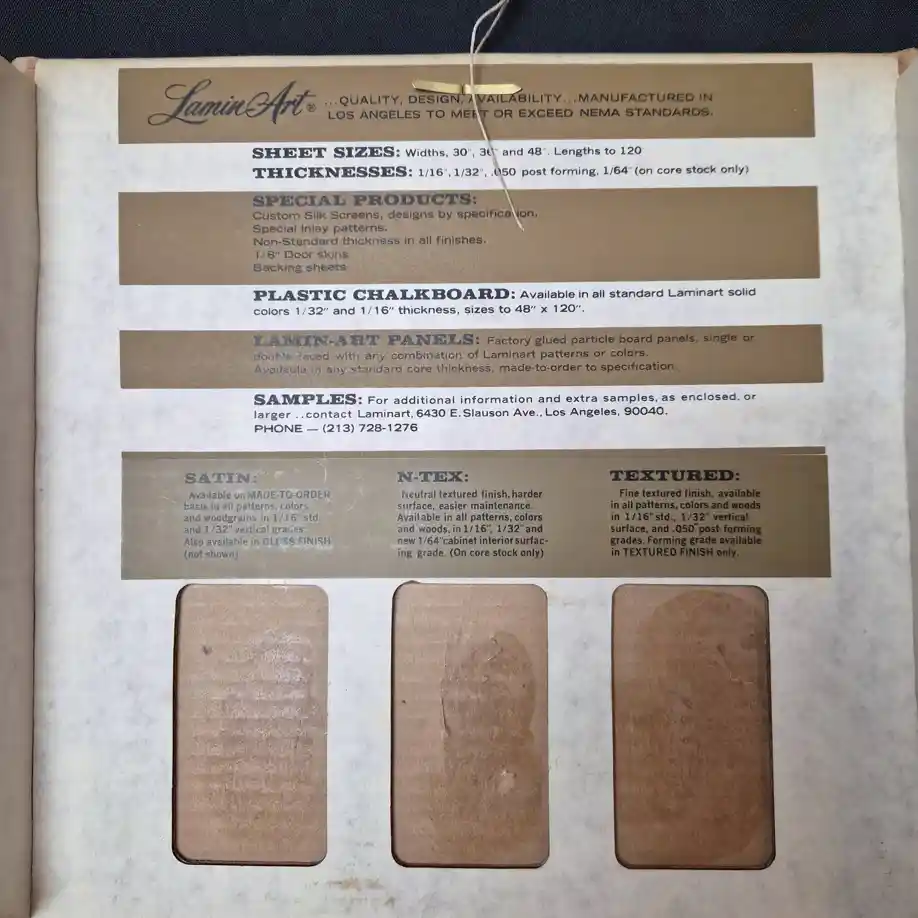 Lamin-Art® ...QUALITY, DESIGN, AVAILABILITY...MANUFACTURED IN
LOS ANGELES TO MEET OR EXCEED NEMA STANDARDS.
SHEET SIZES: Widths, 30", 36" and 48". Lengths to 120
THICKNESSES: 1/16", 1/32", .050 post forming, 1/64" (on core stock only)
SPECIAL PRODUCTS:
Custom Silk Screens, designs by specification.
Special Inlay patterns.
Non-Standard thickness in all finishes.
1/8" Door skins
Backing sheets
PLASTIC CHALKBOARD: Available in all standard Laminart solid
colors 1/32" and 1/16" thickness, sizes to 48" x 120".
LAMIN-ART PANELS: Factory glued particle board panels, single or
double faced with any combination of Laminart patterns or colors.
Available in any standard core thickness, made-to-order to specification.
SAMPLES: For additional information and extra samples, as enclosed, or
larger ...contact Laminart, 6430 E. Slauson Ave., Los Angeles, 90040.
PHONE — (213) 728-1276
SATIN:
Available on MADE-TO-ORDER
basis in all patterns, colors
and woodgrains in 1/16" std.
and 1/32" vertical grades.
Also available in GLOSS FINISH
(not shown)
N-TEX:
Neutral textured finish, harder
surface, easier maintenance.
Available in all patterns, colors
and woods, in 1/16", 1/32" and
new 1/64" cabinet interior surfac-
ing grade. (On core stock only)
TEXTURED:
Fine textured finish, available
in all patterns, colors and woods
in 1/16" std., 1/32" vertical
surface, and .050" post forming
grades. Forming grade available
in TEXTURED FINISH only.